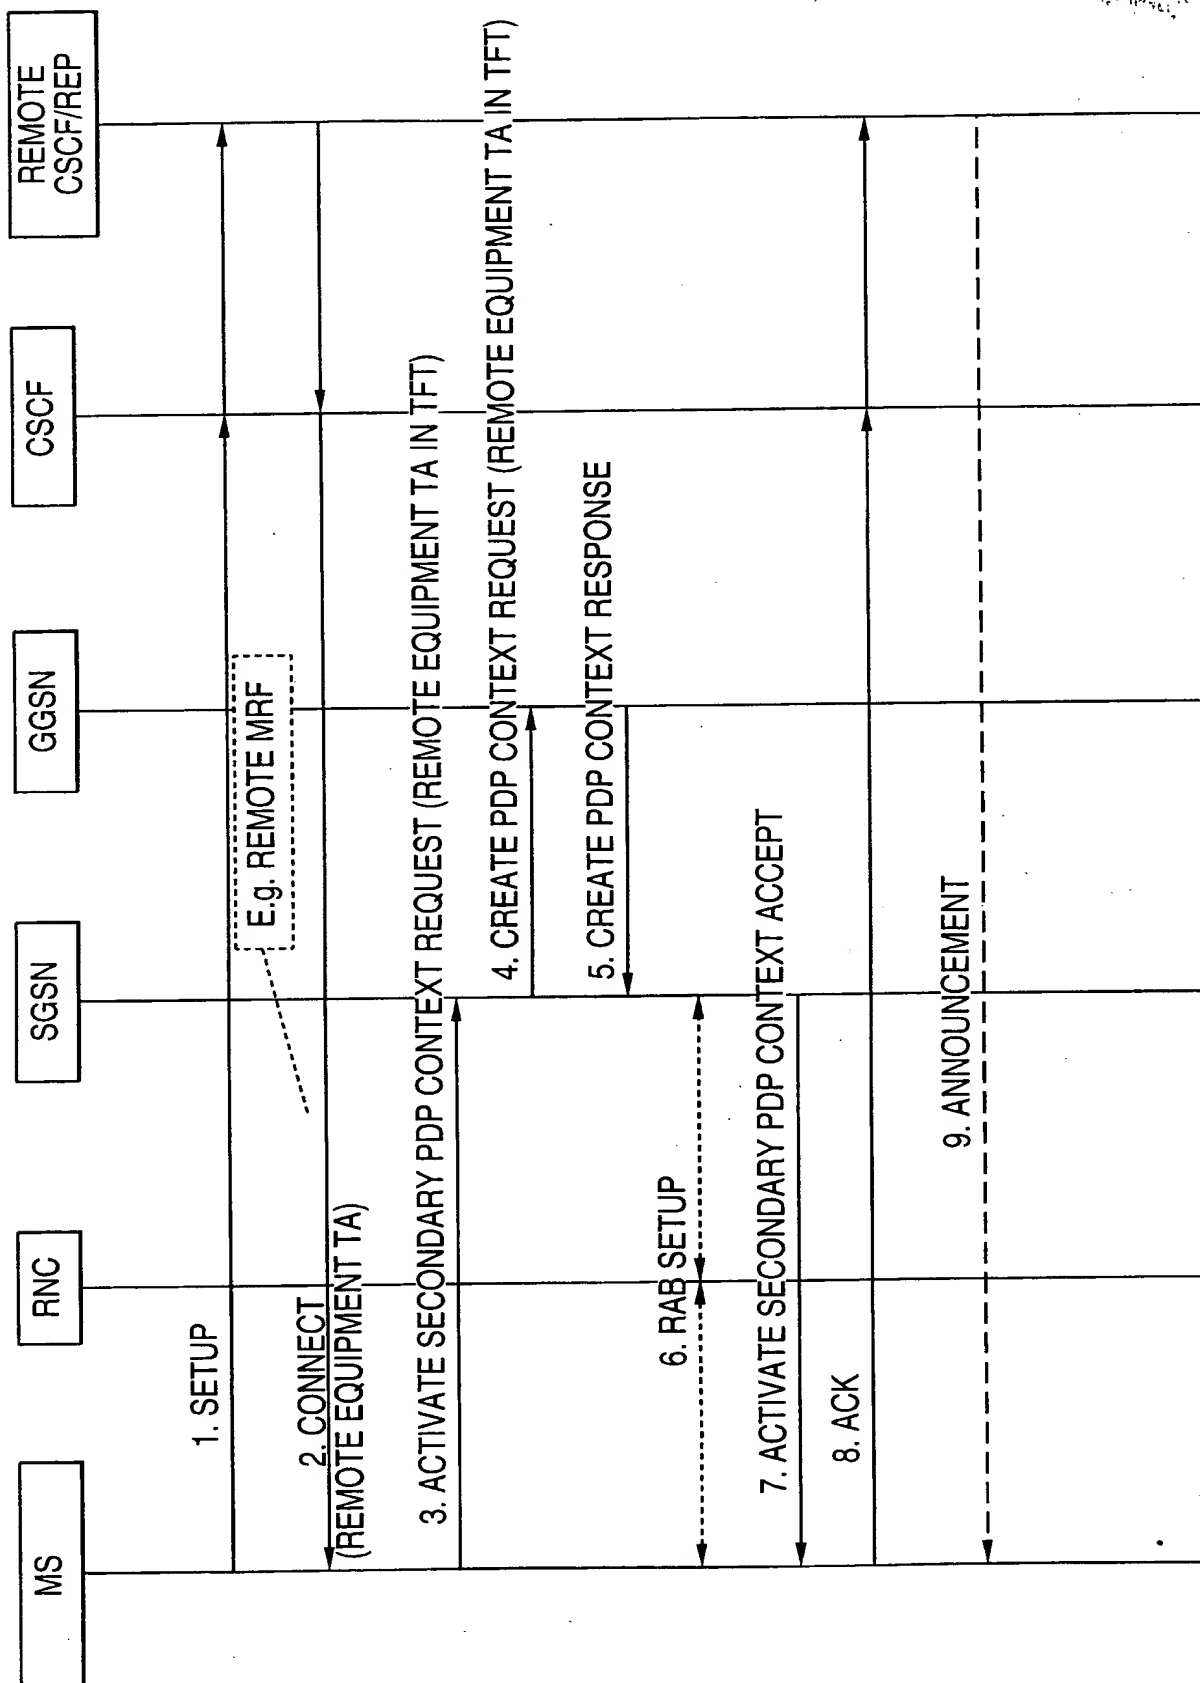 MS
RNC
SGSN
GGSN
CSCF
REMOTE
CSCF/REP
1. SETUP
E.g. REMOTE MRF
2. CONNECT
(REMOTE EQUIPMENT TA)
3. ACTIVATE SECONDARY PDP CONTEXT REQUEST (REMOTE EQUIPMENT TA IN TFT)
4. CREATE PDP CONTEXT REQUEST (REMOTE EQUIPMENT TA IN TFT)
5. CREATE PDP CONTEXT RESPONSE
6. RAB SETUP
7. ACTIVATE SECONDARY PDP CONTEXT ACCEPT
8. ACK
9. ANNOUNCEMENT